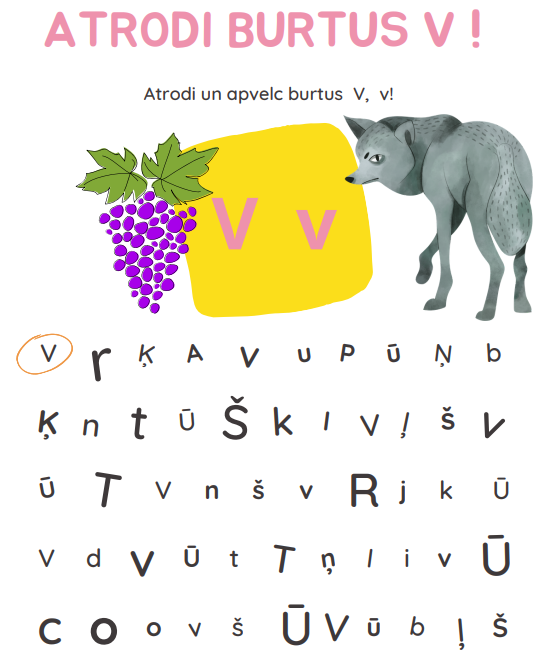 ATRODI BURTUS V !
Atrodi un apvelc burtus V, v!
V v
V r Ķ A v u P ū Ņ b
Ķ n t Ū Š k I V ļ š v
Ū T V n š v R j k Ū
V d v Ū t T ņ l i v Ū
c o o v š Ū V ū b ļ Š